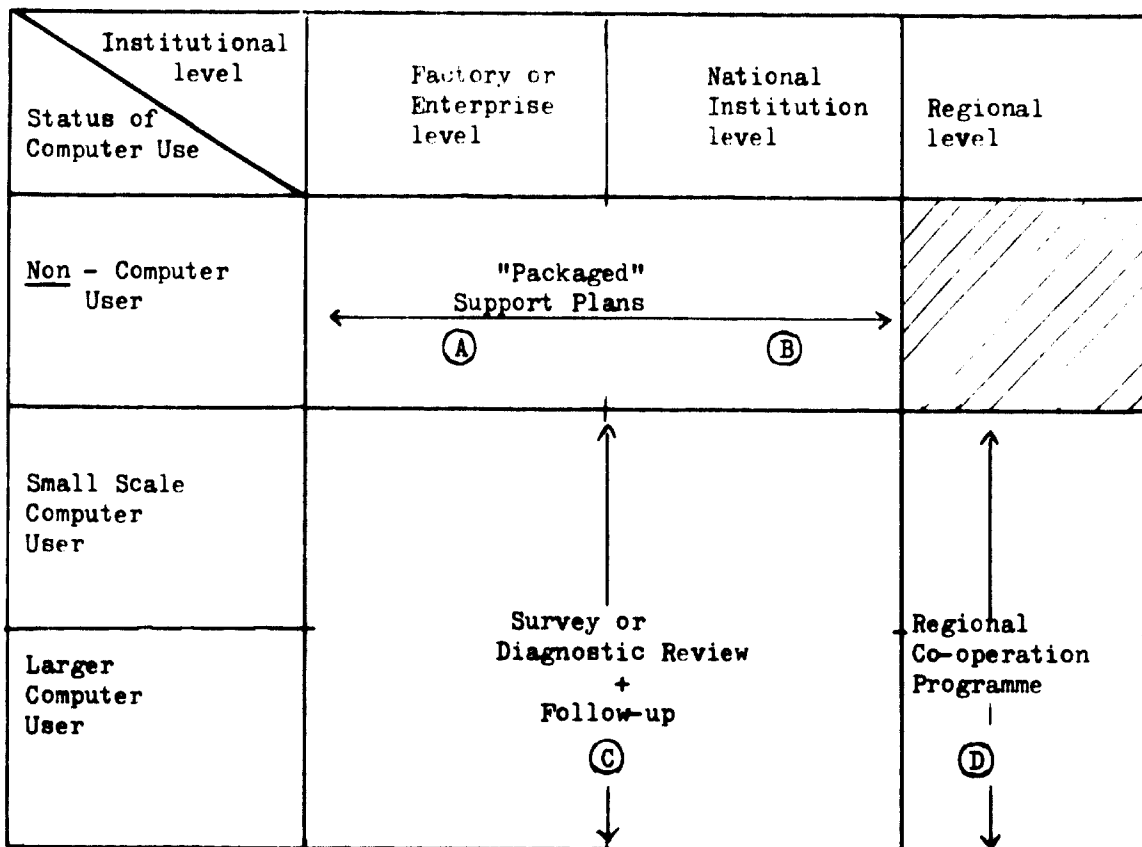 Institutional
level
Status of
Computer Use
Factory or
Enterprise
level
National
Institution
level
Regional
level
Non - Computer
User
"Packaged"
Support Plans
A
B
Small Scale
Computer
User
Larger
Computer
User
Survey or
Diagnostic Review
+
Follow-up
C
Regional
Co-operation
Programme
D